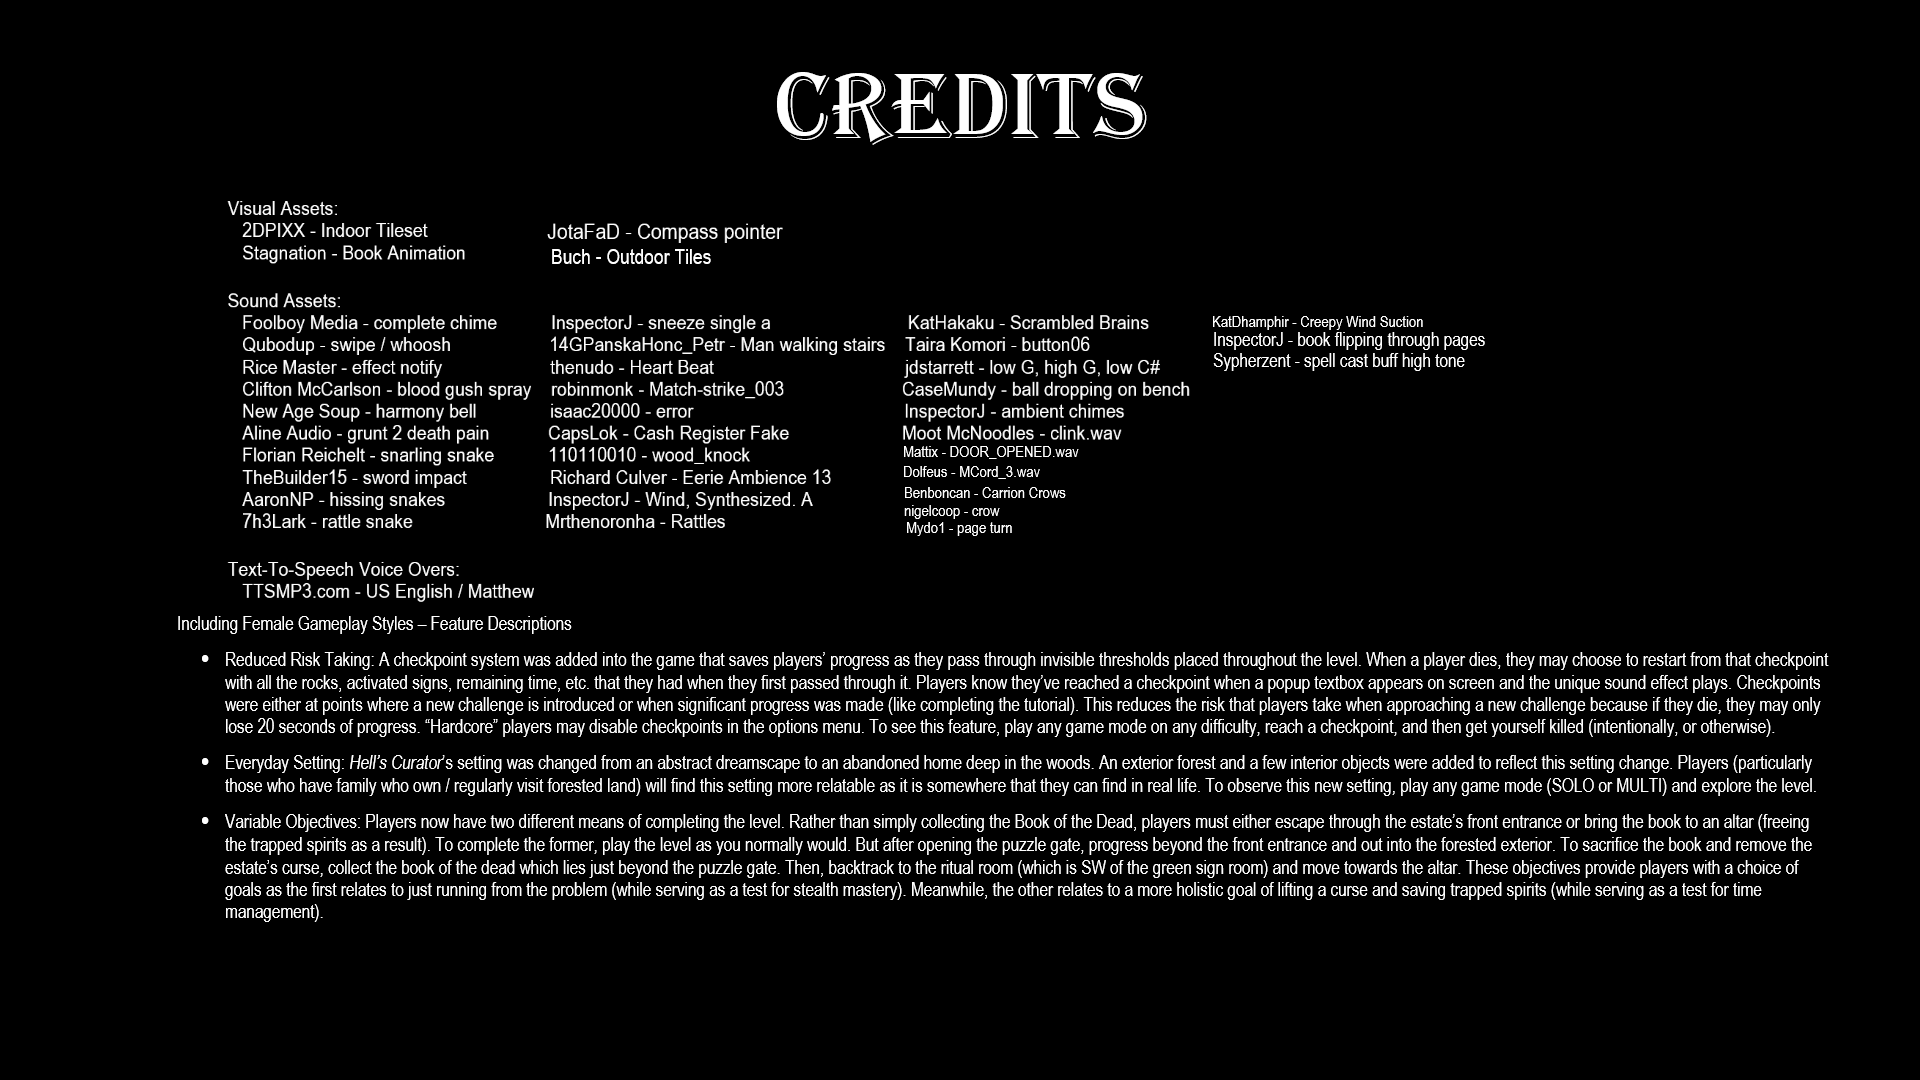 CREDITS
Visual Assets:
2DPIXX - Indoor Tileset
Stagnation - Book Animation
JotaFaD - Compass pointer
Buch - Outdoor Tiles
Sound Assets:
Foolboy Media - complete chime
Qubodup - swipe / whoosh
Rice Master - effect notify
Clifton McCarlson - blood gush spray
New Age Soup - harmony bell
Aline Audio - grunt 2 death pain
Florian Reichelt - snarling snake
TheBuilder15 - sword impact
AaronNP - hissing snakes
7h3Lark - rattle snake
InspectorJ - sneeze single a
14GPanskaHonc_Petr - Man walking stairs
thenudo - Heart Beat
robinmonk - Match-strike_003
isaac20000 - error
CapsLok - Cash Register Fake
110110010 - wood_knock
Richard Culver - Eerie Ambience 13
InspectorJ - Wind, Synthesized. A
Mrthenoronha - Rattles
KatHakaku - Scrambled Brains
Taira Komori - button06
jdstarrett - low G, high G, low C#
CaseMundy - ball dropping on bench
InspectorJ - ambient chimes
Moot McNoodles - clink.wav
Mattix - DOOR_OPENED.wav
Dolfeus - MCord_3.wav
Benboncan - Carrion Crows
nigelcoop - crow
Mydo1 - page turn
KatDhamphir - Creepy Wind Suction
InspectorJ - book flipping through pages
Sypherzent - spell cast buff high tone
Text-To-Speech Voice Overs:
TTSMP3.com - US English / Matthew
Including Female Gameplay Styles – Feature Descriptions
• Reduced Risk Taking: A checkpoint system was added into the game that saves players’ progress as they pass through invisible thresholds placed throughout the level. When a player dies, they may choose to restart from that checkpoint
with all the rocks, activated signs, remaining time, etc. that they had when they first passed through it. Players know they’ve reached a checkpoint when a popup textbox appears on screen and the unique sound effect plays. Checkpoints
were either at points where a new challenge is introduced or when significant progress was made (like completing the tutorial). This reduces the risk that players take when approaching a new challenge because if they die, they may only
lose 20 seconds of progress. “Hardcore” players may disable checkpoints in the options menu. To see this feature, play any game mode on any difficulty, reach a checkpoint, and then get yourself killed (intentionally, or otherwise).
• Everyday Setting: Hell’s Curator’s setting was changed from an abstract dreamscape to an abandoned home deep in the woods. An exterior forest and a few interior objects were added to reflect this setting change. Players (particularly
those who have family who own / regularly visit forested land) will find this setting more relatable as it is somewhere that they can find in real life. To observe this new setting, play any game mode (SOLO or MULTI) and explore the level.
• Variable Objectives: Players now have two different means of completing the level. Rather than simply collecting the Book of the Dead, players must either escape through the estate’s front entrance or bring the book to an altar (freeing
the trapped spirits as a result). To complete the former, play the level as you normally would. But after opening the puzzle gate, progress beyond the front entrance and out into the forested exterior. To sacrifice the book and remove the
estate’s curse, collect the book of the dead which lies just beyond the puzzle gate. Then, backtrack to the ritual room (which is SW of the green sign room) and move towards the altar. These objectives provide players with a choice of
goals as the first relates to just running from the problem (while serving as a test for stealth mastery). Meanwhile, the other relates to a more holistic goal of lifting a curse and saving trapped spirits (while serving as a test for time
management).